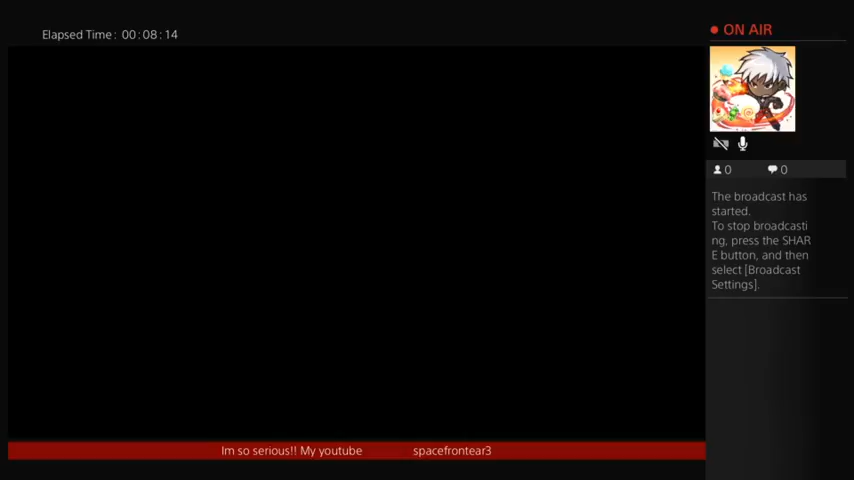 Elapsed Time: 00:08:14
ON AIR
0 0
The broadcast has
started.
To stop broadcasti
ng, press the SHAR
E button, and then
select [Broadcast
Settings].
Im so serious!! My youtube spacefrontear3